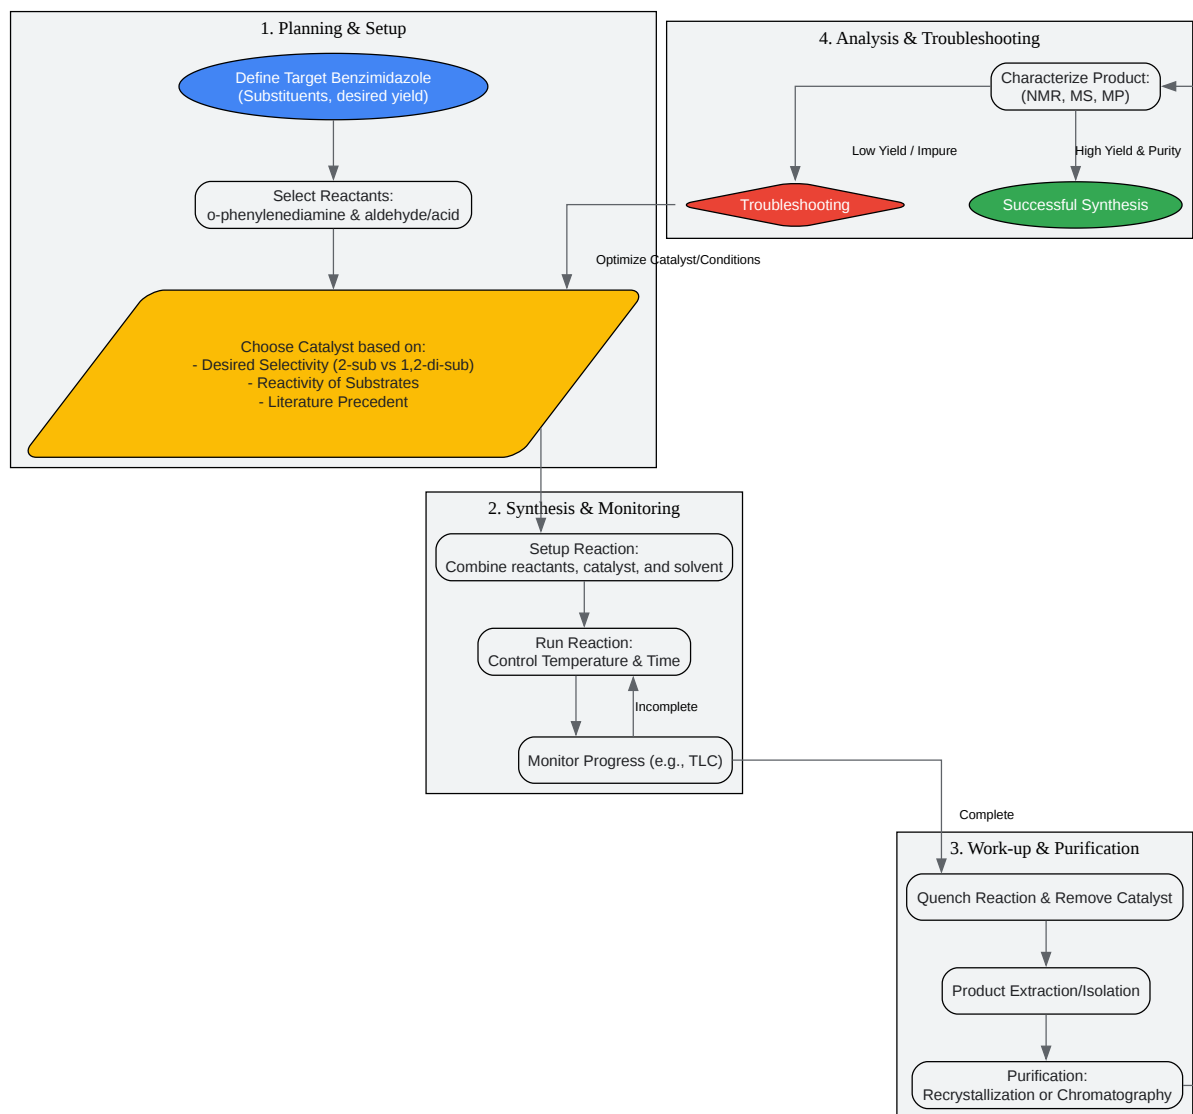 1. Planning & Setup
Define Target Benzimidazole
(Substituents, desired yield)
Select Reactants:
o-phenylenediamine & aldehyde/acid
Choose Catalyst based on:
- Desired Selectivity (2-sub vs 1,2-di-sub)
- Reactivity of Substrates
- Literature Precedent
4. Analysis & Troubleshooting
Characterize Product:
(NMR, MS, MP)
Low Yield / Impure
High Yield & Purity
Troubleshooting
Successful Synthesis
Optimize Catalyst/Conditions
2. Synthesis & Monitoring
Setup Reaction:
Combine reactants, catalyst, and solvent
Run Reaction:
Control Temperature & Time
Incomplete
Monitor Progress (e.g., TLC)
Complete
3. Work-up & Purification
Quench Reaction & Remove Catalyst
Product Extraction/Isolation
Purification:
Recrystallization or Chromatography